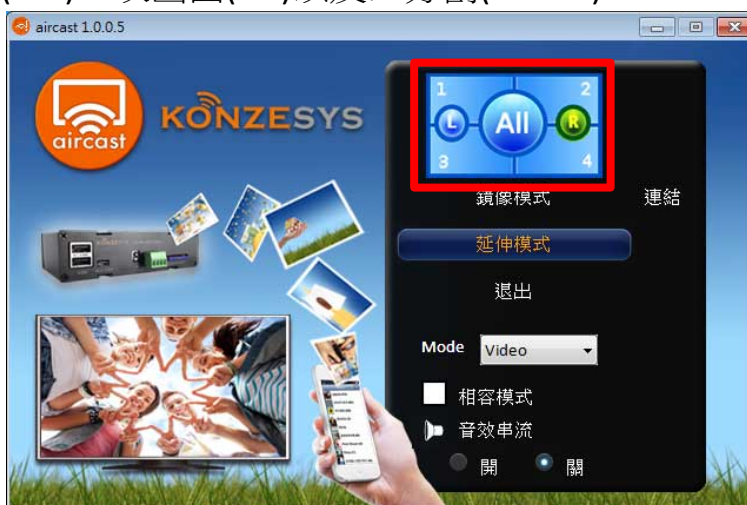 aircast 1.0.0.5
aircast
KONZESYS
1 2
L All R
3 4
鏡像模式 連結
延伸模式
退出
Mode Video
相容模式
音效串流
開 關